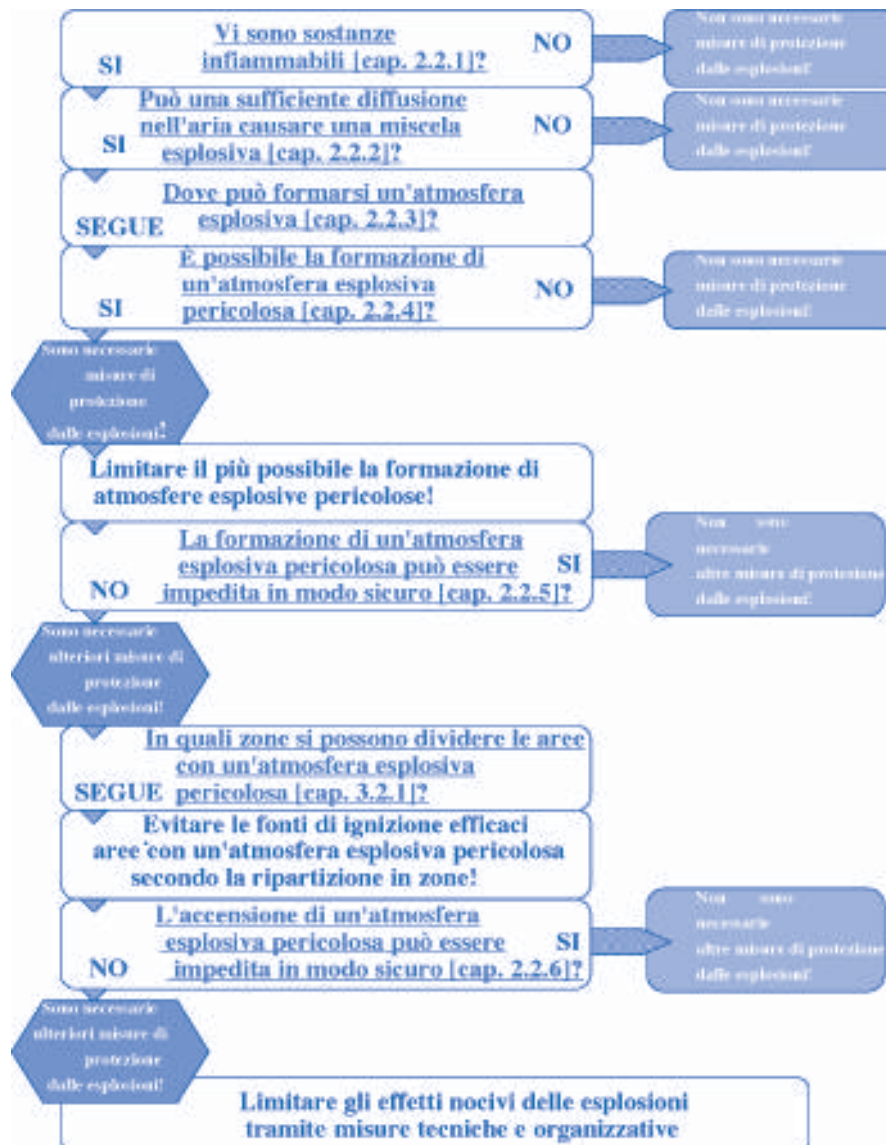 Vi sono sostanze
infiammabili [cap. 2.2.1]?
SI
NO
Non sono necessarie
misure di protezione
dalle esplosioni!
Può una sufficiente diffusione
nell'aria causare una miscela
esplosiva [cap. 2.2.2]?
SI
NO
Non sono necessarie
misure di protezione
dalle esplosioni!
Dove può formarsi un'atmosfera
esplosiva [cap. 2.2.3]?
SEGUE
È possibile la formazione di
un'atmosfera esplosiva
pericolosa [cap. 2.2.4]?
SI
NO
Non sono necessarie
misure di protezione
dalle esplosioni!
Sono necessarie
misure di
protezione
dalle esplosioni!
Limitare il più possibile la formazione di
atmosfere esplosive pericolose!
La formazione di un'atmosfera
esplosiva pericolosa può essere
impedita in modo sicuro [cap. 2.2.5]?
NO
SI
Non sono
necessarie
altre misure di protezione
dalle esplosioni!
Sono necessarie
ulteriori misure di
protezione
dalle esplosioni!
In quali zone si possono dividere le aree
con un'atmosfera esplosiva
pericolosa [cap. 3.2.1]?
SEGUE
Evitare le fonti di ignizione efficaci
aree con un'atmosfera esplosiva pericolosa
secondo la ripartizione in zone!
L'accensione di un'atmosfera
esplosiva pericolosa può essere
impedita in modo sicuro [cap. 2.2.6]?
NO
SI
Non sono
necessarie
altre misure di protezione
dalle esplosioni!
Sono necessarie
ulteriori misure di
protezione
dalle esplosioni!
Limitare gli effetti nocivi delle esplosioni
tramite misure tecniche e organizzative